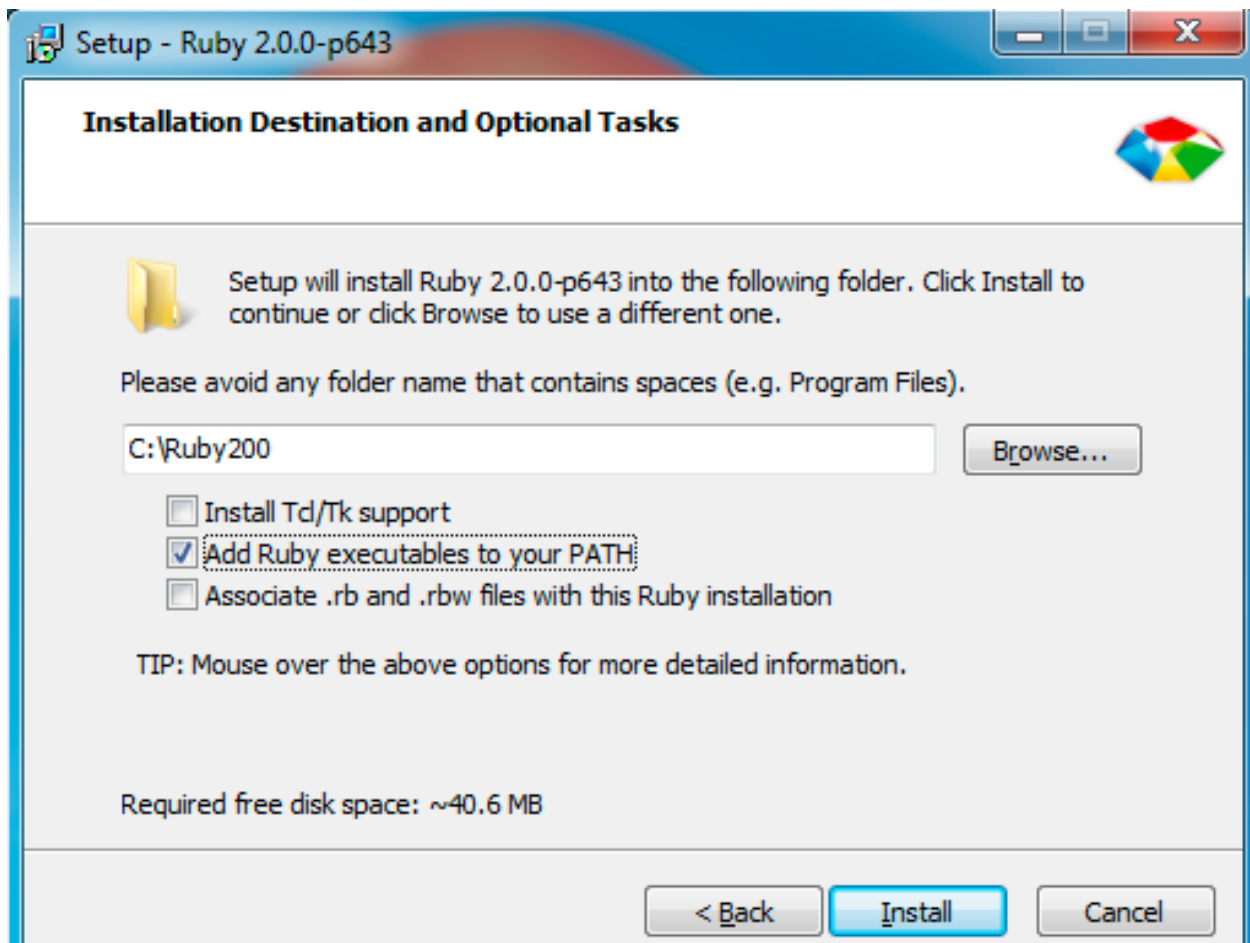 Setup - Ruby 2.0.0-p643
Installation Destination and Optional Tasks
Setup will install Ruby 2.0.0-p643 into the following folder. Click Install to
continue or click Browse to use a different one.
Please avoid any folder name that contains spaces (e.g. Program Files).
C:\Ruby200
Browse...
Install Tcl/Tk support
Add Ruby executables to your PATH
Associate .rb and .rbw files with this Ruby installation
TIP: Mouse over the above options for more detailed information.
Required free disk space: ~40.6 MB
< Back
Install
Cancel